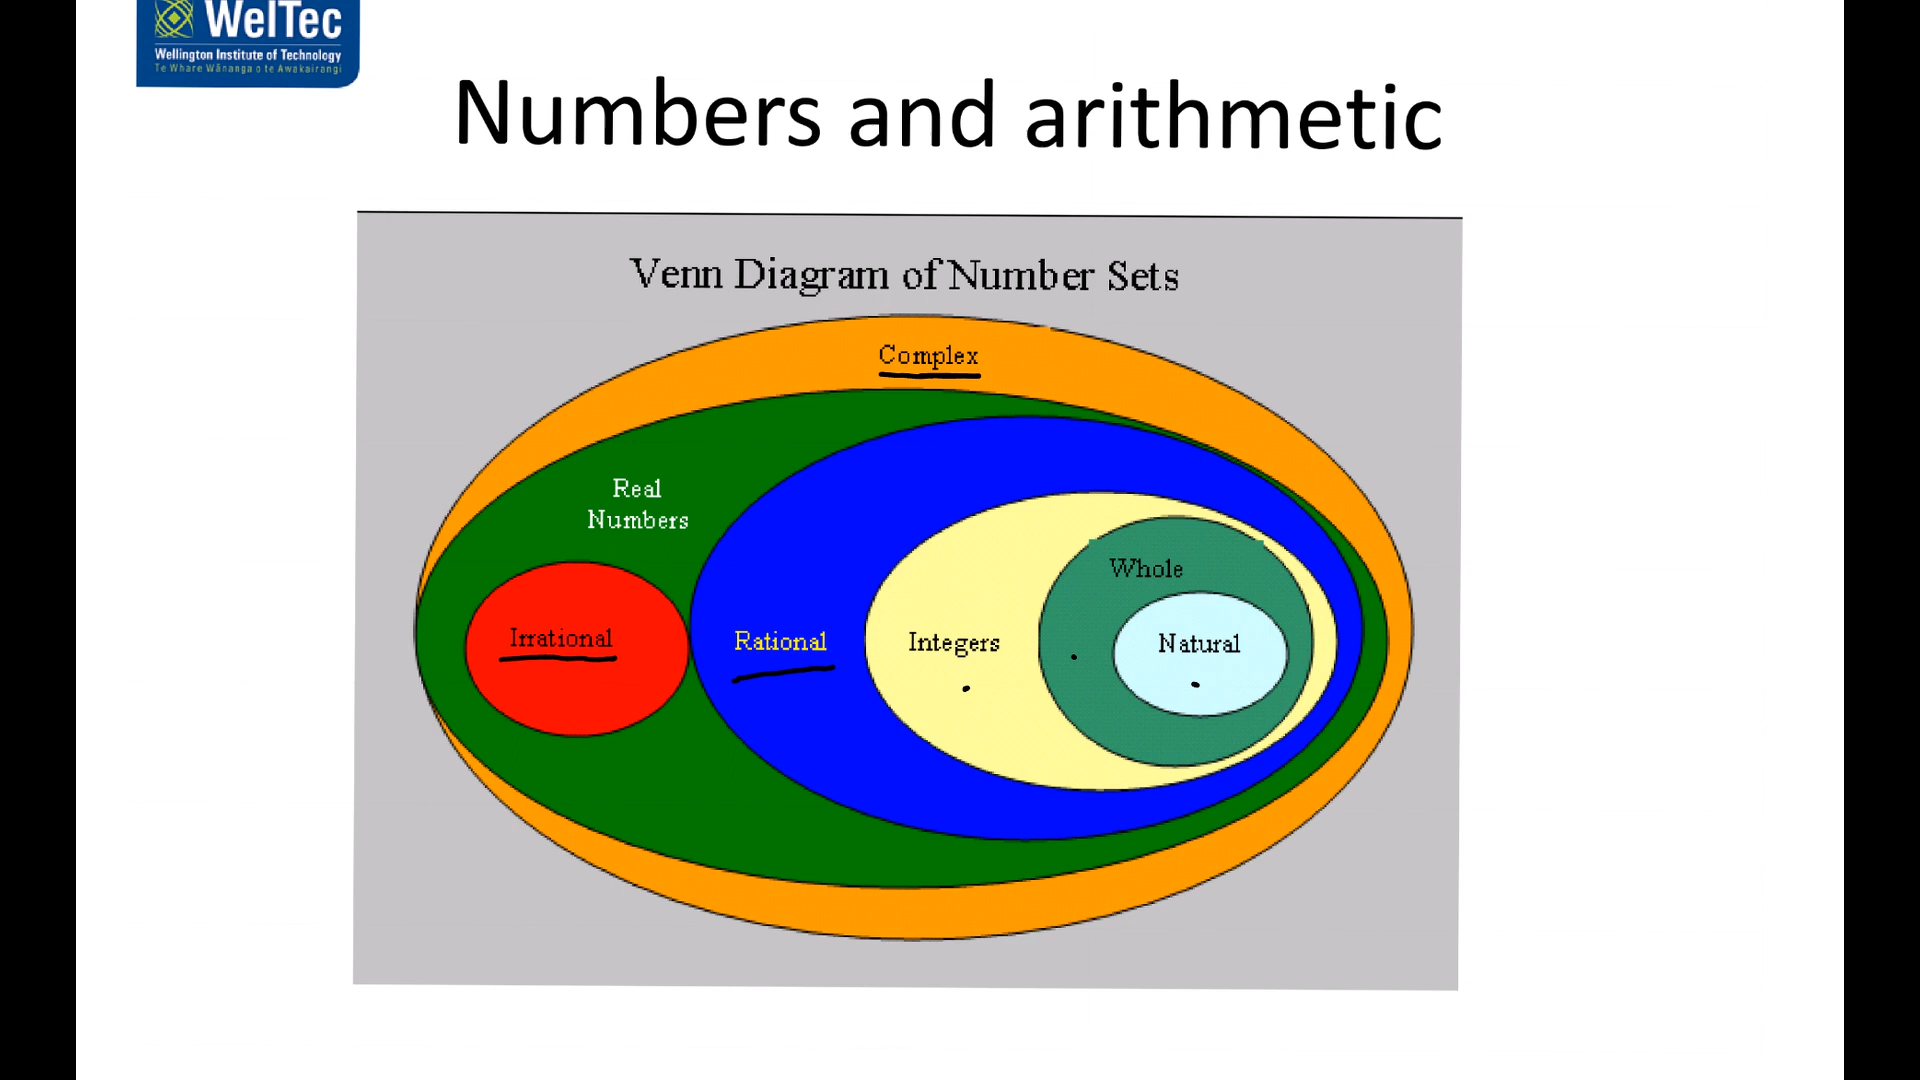 WelTec
Wellington Institute of Technology
Te Whare Wānanga o te Awakairangi
Numbers and arithmetic
Venn Diagram of Number Sets
Complex
Real
Numbers
Whole
Irrational
Rational
Integers
Natural